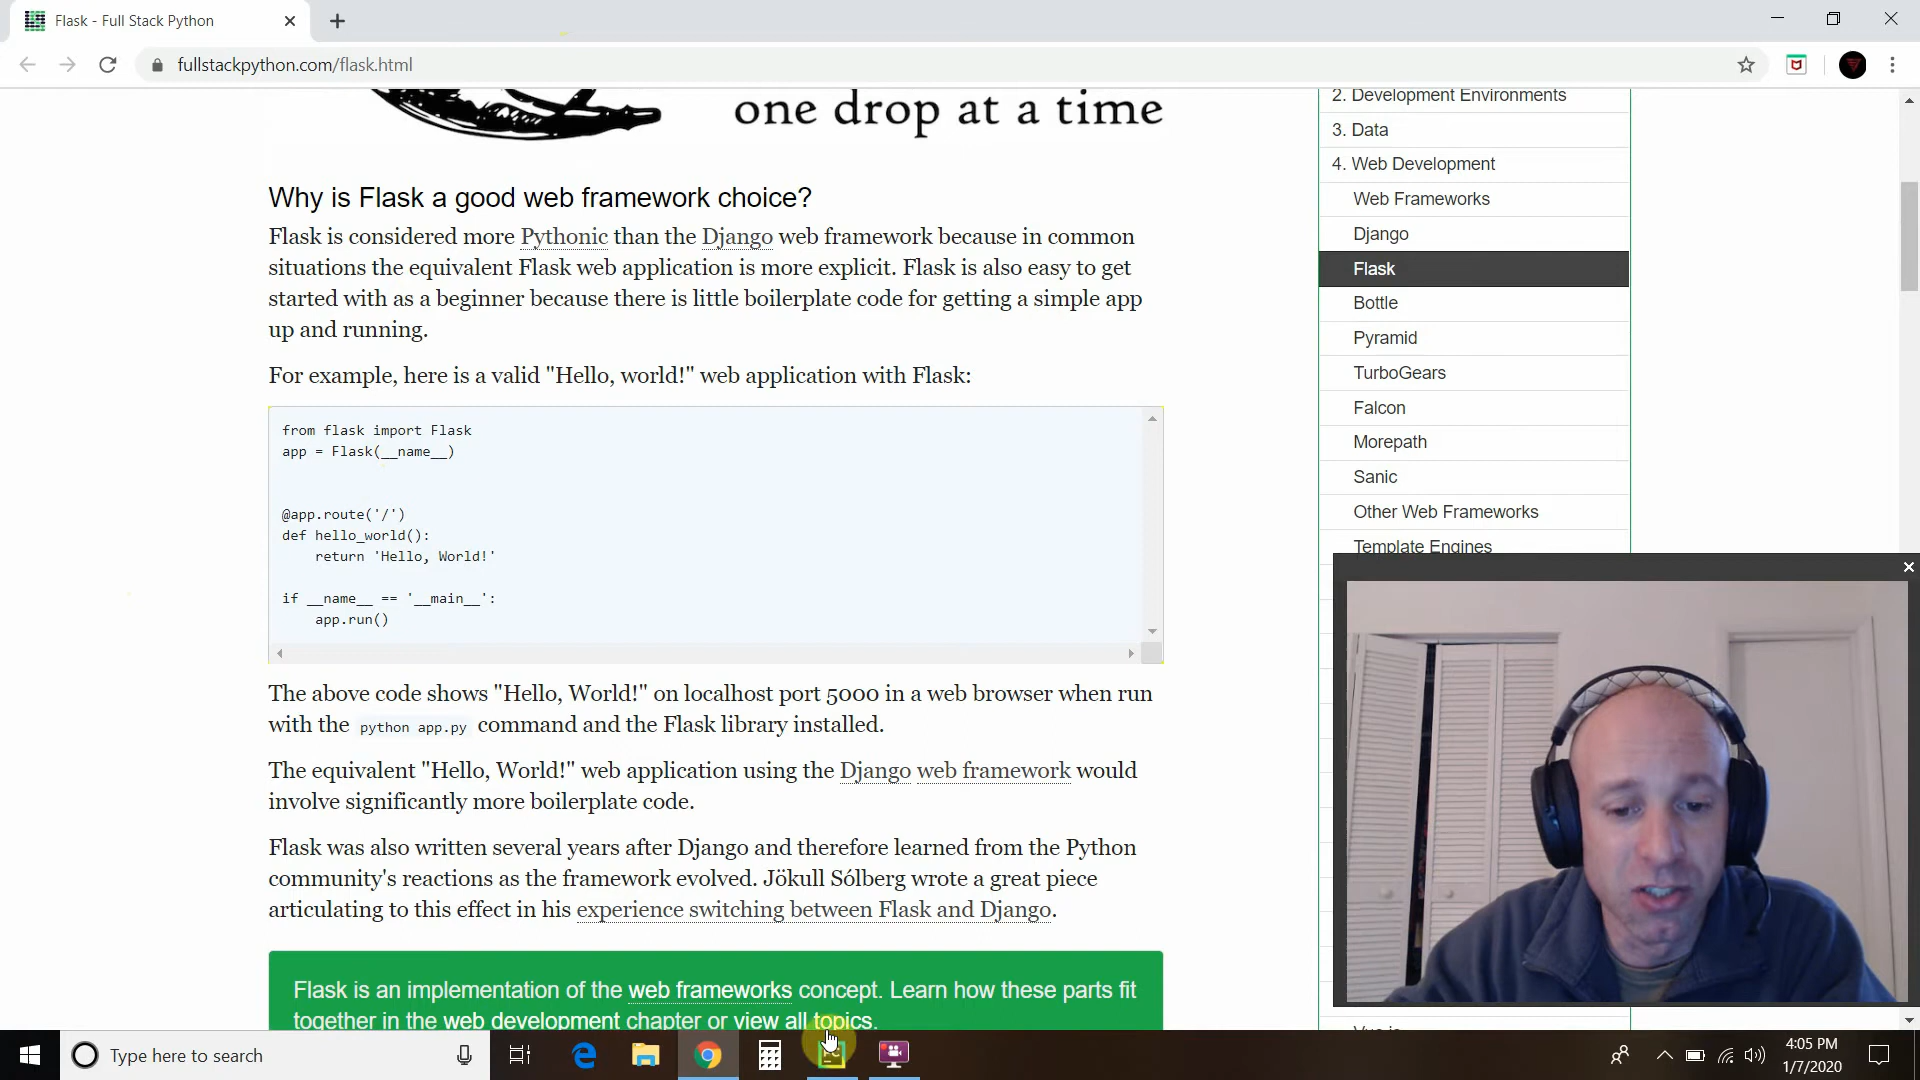 Flask - Full Stack Python
fullstackpython.com/flask.html
one drop at a time
Why is Flask a good web framework choice?
Flask is considered more Pythonic than the Django web framework because in common
situations the equivalent Flask web application is more explicit. Flask is also easy to get
started with as a beginner because there is little boilerplate code for getting a simple app
up and running.
For example, here is a valid "Hello, world!" web application with Flask:
from flask import Flask
app = Flask(__name__)
@app.route('/')
def hello_world():
    return 'Hello, World!'
if __name__ == '__main__':
    app.run()
The above code shows "Hello, World!" on localhost port 5000 in a web browser when run
with the python app.py command and the Flask library installed.
The equivalent "Hello, World!" web application using the Django web framework would
involve significantly more boilerplate code.
Flask was also written several years after Django and therefore learned from the Python
community's reactions as the framework evolved. Jökull Sólberg wrote a great piece
articulating to this effect in his experience switching between Flask and Django.
Flask is an implementation of the web frameworks concept. Learn how these parts fit
together in the web development chapter or view all topics.
2. Development Environments
3. Data
4. Web Development
Web Frameworks
Django
Flask
Bottle
Pyramid
TurboGears
Falcon
Morepath
Sanic
Other Web Frameworks
Template Engines
Type here to search
4:05 PM
1/7/2020